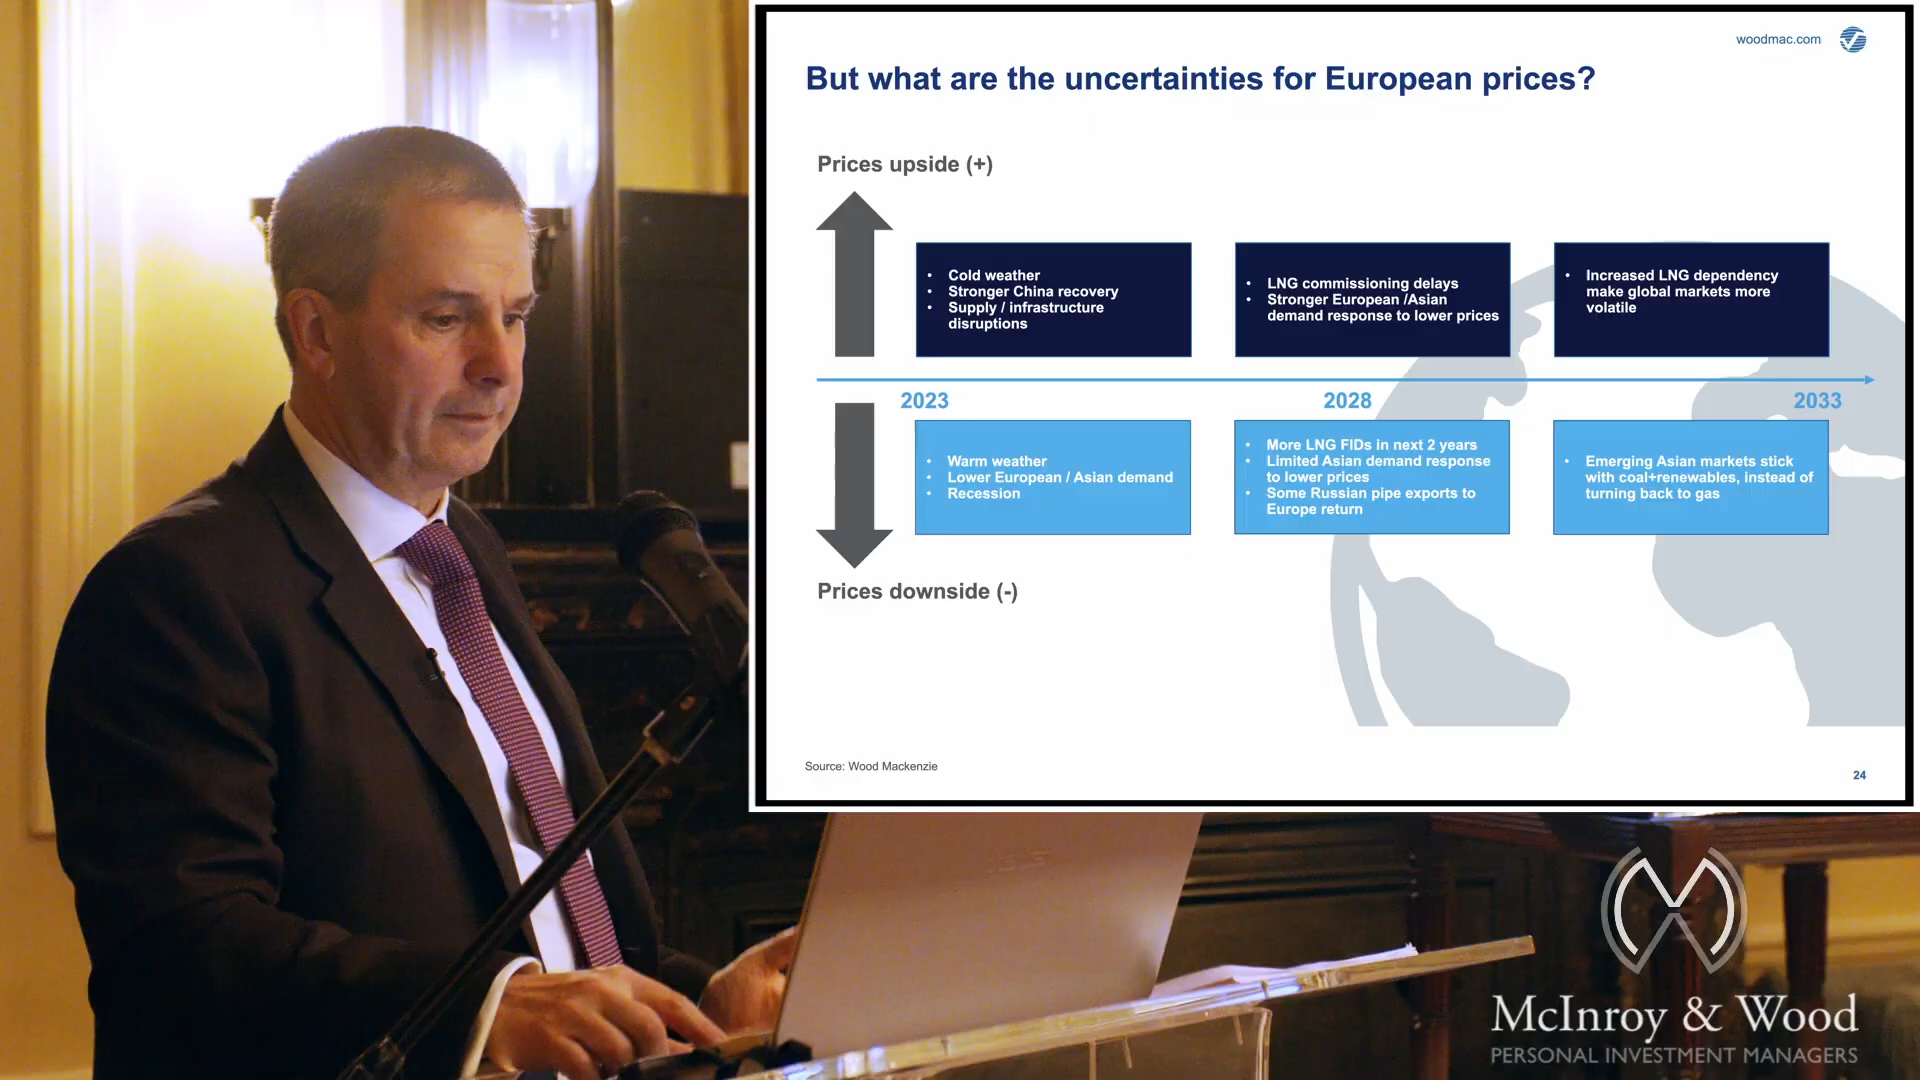 woodmac.com
But what are the uncertainties for European prices?
Prices upside (+)
• Cold weather
• Stronger China recovery
• Supply / infrastructure
disruptions
• LNG commissioning delays
• Stronger European /Asian
demand response to lower prices
• Increased LNG dependency
make global markets more
volatile
2023
2028
2033
• Warm weather
• Lower European / Asian demand
• Recession
• More LNG FIDs in next 2 years
• Limited Asian demand response
to lower prices
• Some Russian pipe exports to
Europe return
• Emerging Asian markets stick
with coal+renewables, instead of
turning back to gas
Prices downside (-)
Source: Wood Mackenzie
24
McInroy & Wood
PERSONAL INVESTMENT MANAGERS